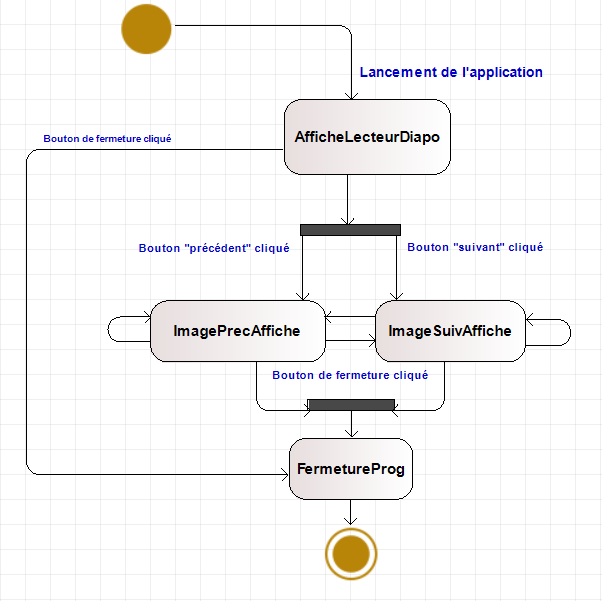 Lancement de l'application
AfficheLecteurDiapo
Bouton de fermeture cliqué
Bouton "précédent" cliqué
Bouton "suivant" cliqué
ImagePrecAffiche
ImageSuivAffiche
Bouton de fermeture cliqué
FermetureProg